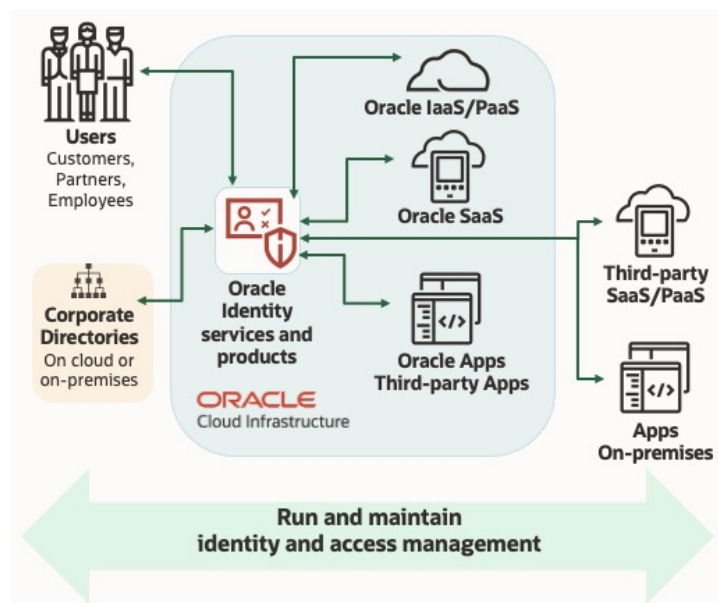 Users
Customers,
Partners,
Employees
Corporate
Directories
On cloud or
on-premises
Oracle
Identity
services and
products
ORACLE
Cloud Infrastructure
Oracle IaaS/PaaS
Oracle SaaS
</>
Oracle Apps
Third-party Apps
Third-party
SaaS/PaaS
</>
Apps
On-premises
Run and maintain
identity and access management